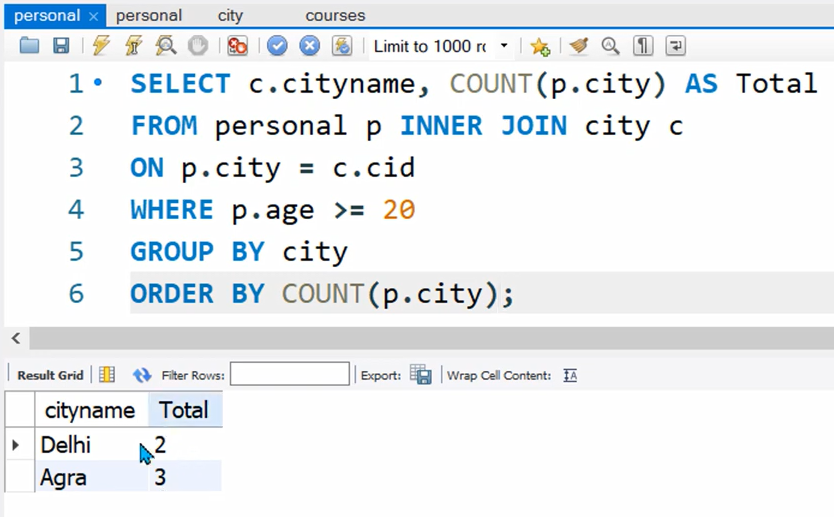 personal × personal city courses
Limit to 1000 rc
1 SELECT c.cityname, COUNT(p.city) AS Total
2 FROM personal p INNER JOIN city c
3 ON p.city = c.cid
4 WHERE p.age >= 20
5 GROUP BY city
6 ORDER BY COUNT(p.city);
Result Grid Filter Rows: Export: Wrap Cell Content:
cityname Total
Delhi 2
Agra 3